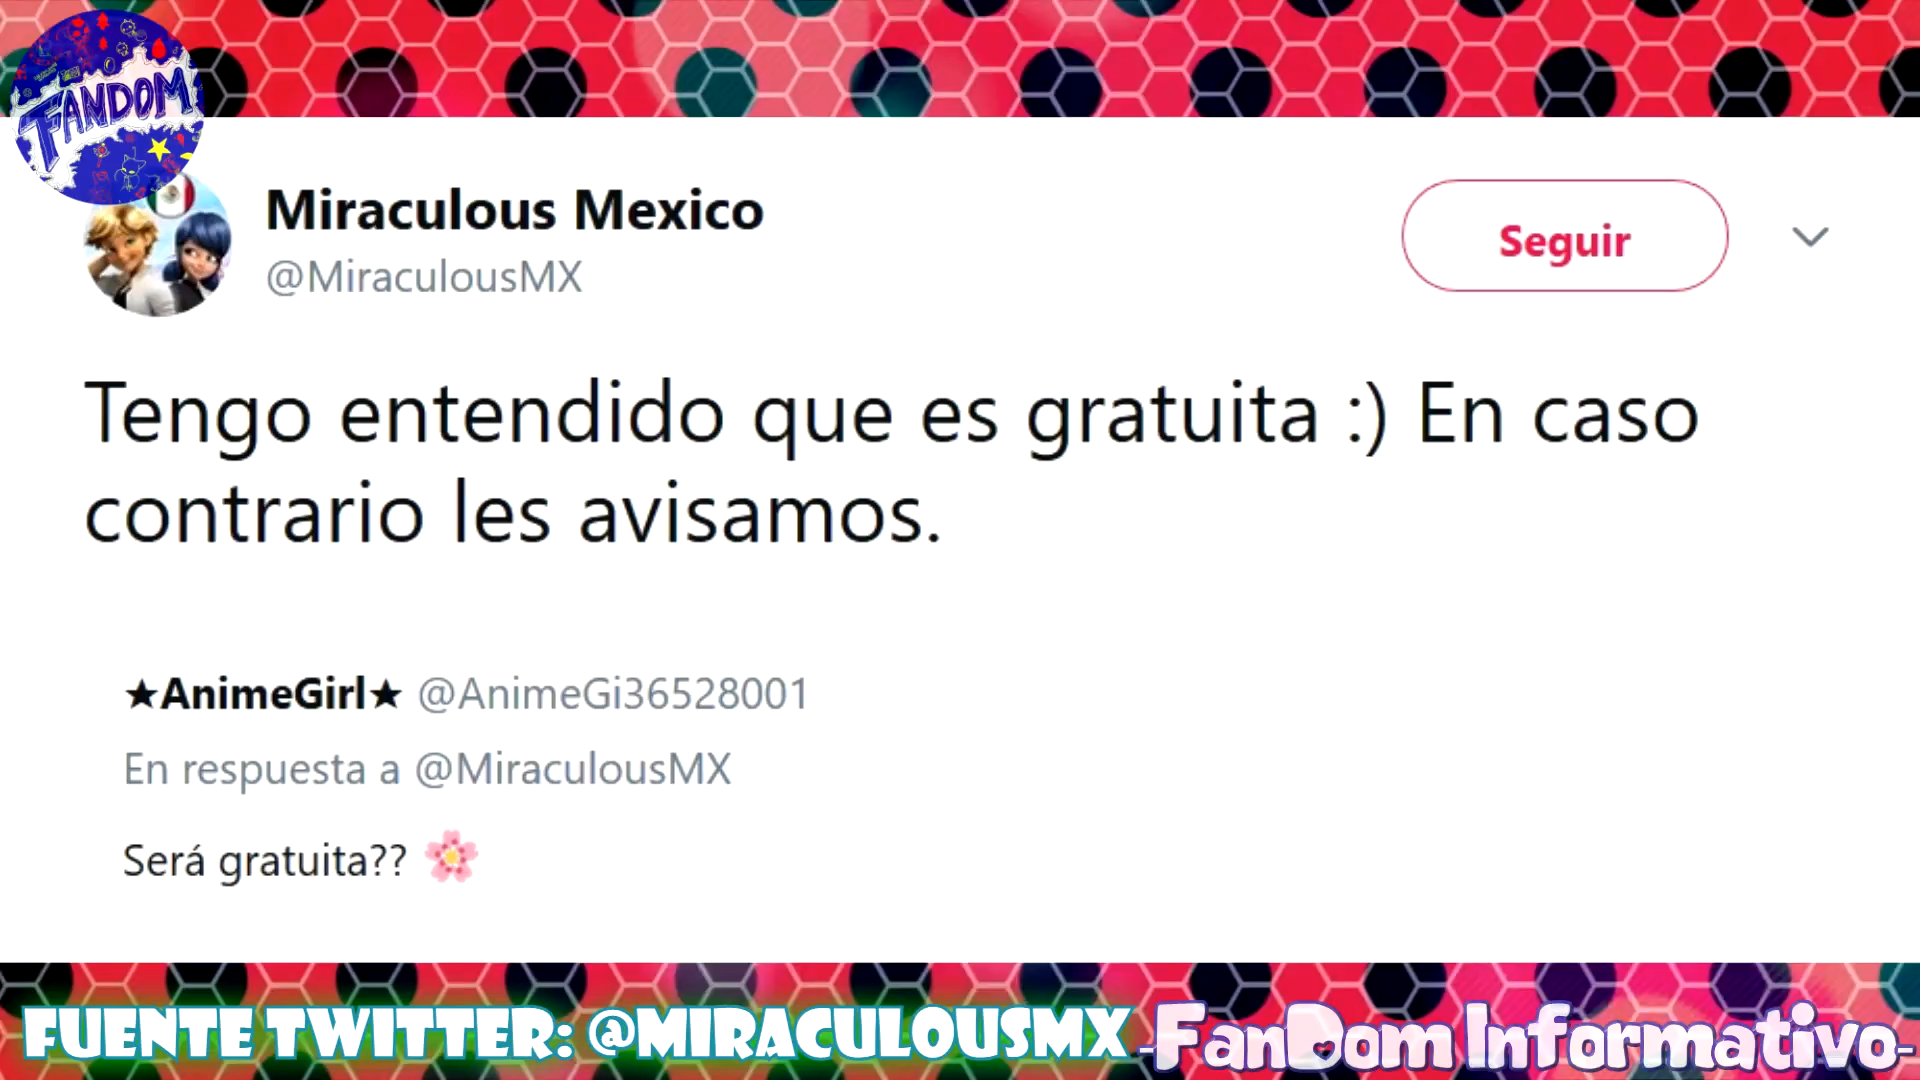 FANDOM
Miraculous Mexico
@MiraculousMX
Seguir
Tengo entendido que es gratuita :) En caso
contrario les avisamos.
★AnimeGirl★ @AnimeGi36528001
En respuesta a @MiraculousMX
Será gratuita?? 🌸
FUENTE TWITTER: @MIRACULOUSMX
-FanDom Informativo-